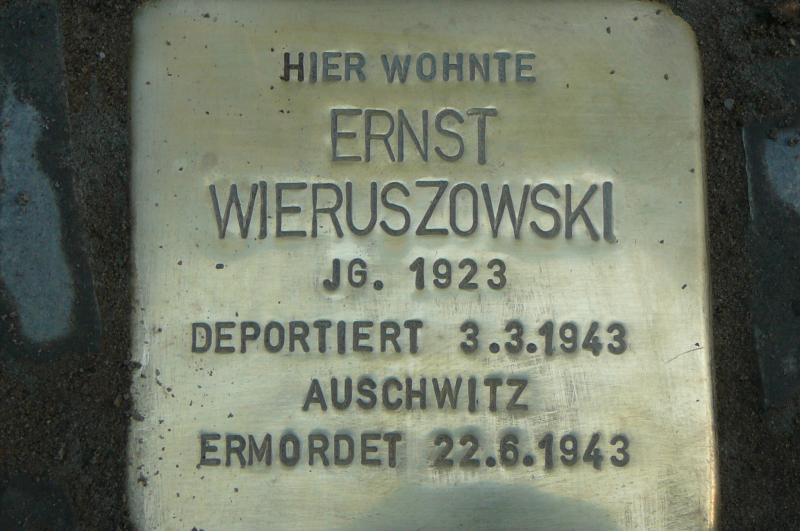 HIER WOHNTE
ERNST
WIERUSZOWSKI
JG. 1923
DEPORTIERT 3.3.1943
AUSCHWITZ
ERMORDET 22.6.1943